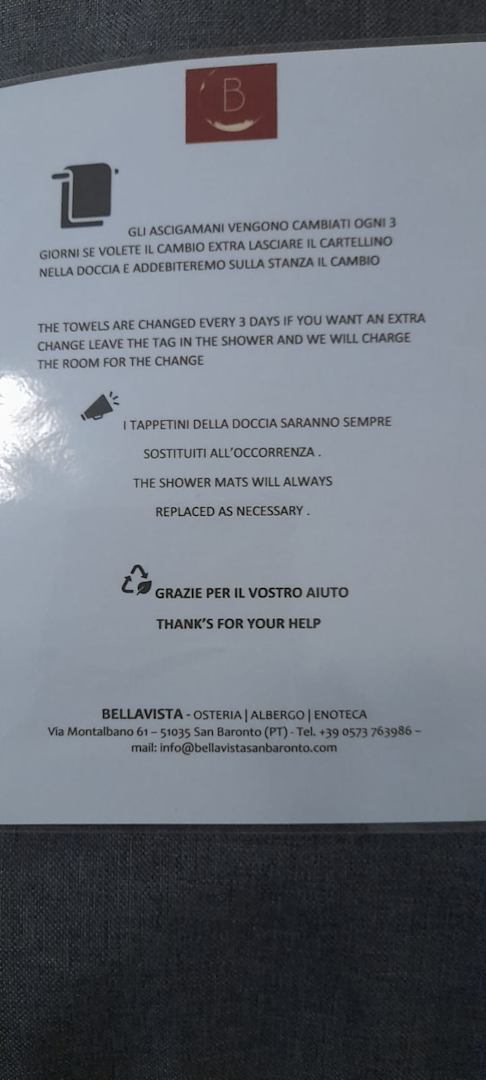 B
GLI ASCIGAMANI VENGONO CAMBIATI OGNI 3
GIORNI SE VOLETE IL CAMBIO EXTRA LASCIARE IL CARTELLINO
NELLA DOCCIA E ADDEBITEREMO SULLA STANZA IL CAMBIO
THE TOWELS ARE CHANGED EVERY 3 DAYS IF YOU WANT AN EXTRA
CHANGE LEAVE THE TAG IN THE SHOWER AND WE WILL CHARGE
THE ROOM FOR THE CHANGE
I TAPPETINI DELLA DOCCIA SARANNO SEMPRE
SOSTITUITI ALL'OCCORRENZA .
THE SHOWER MATS WILL ALWAYS
REPLACED AS NECESSARY .
GRAZIE PER IL VOSTRO AIUTO
THANK'S FOR YOUR HELP
BELLAVISTA - OSTERIA | ALBERGO | ENOTECA
Via Montalbano 61 – 51035 San Baronto (PT) - Tel. +39 0573 763986 –
mail: info@bellavistasanbaronto.com